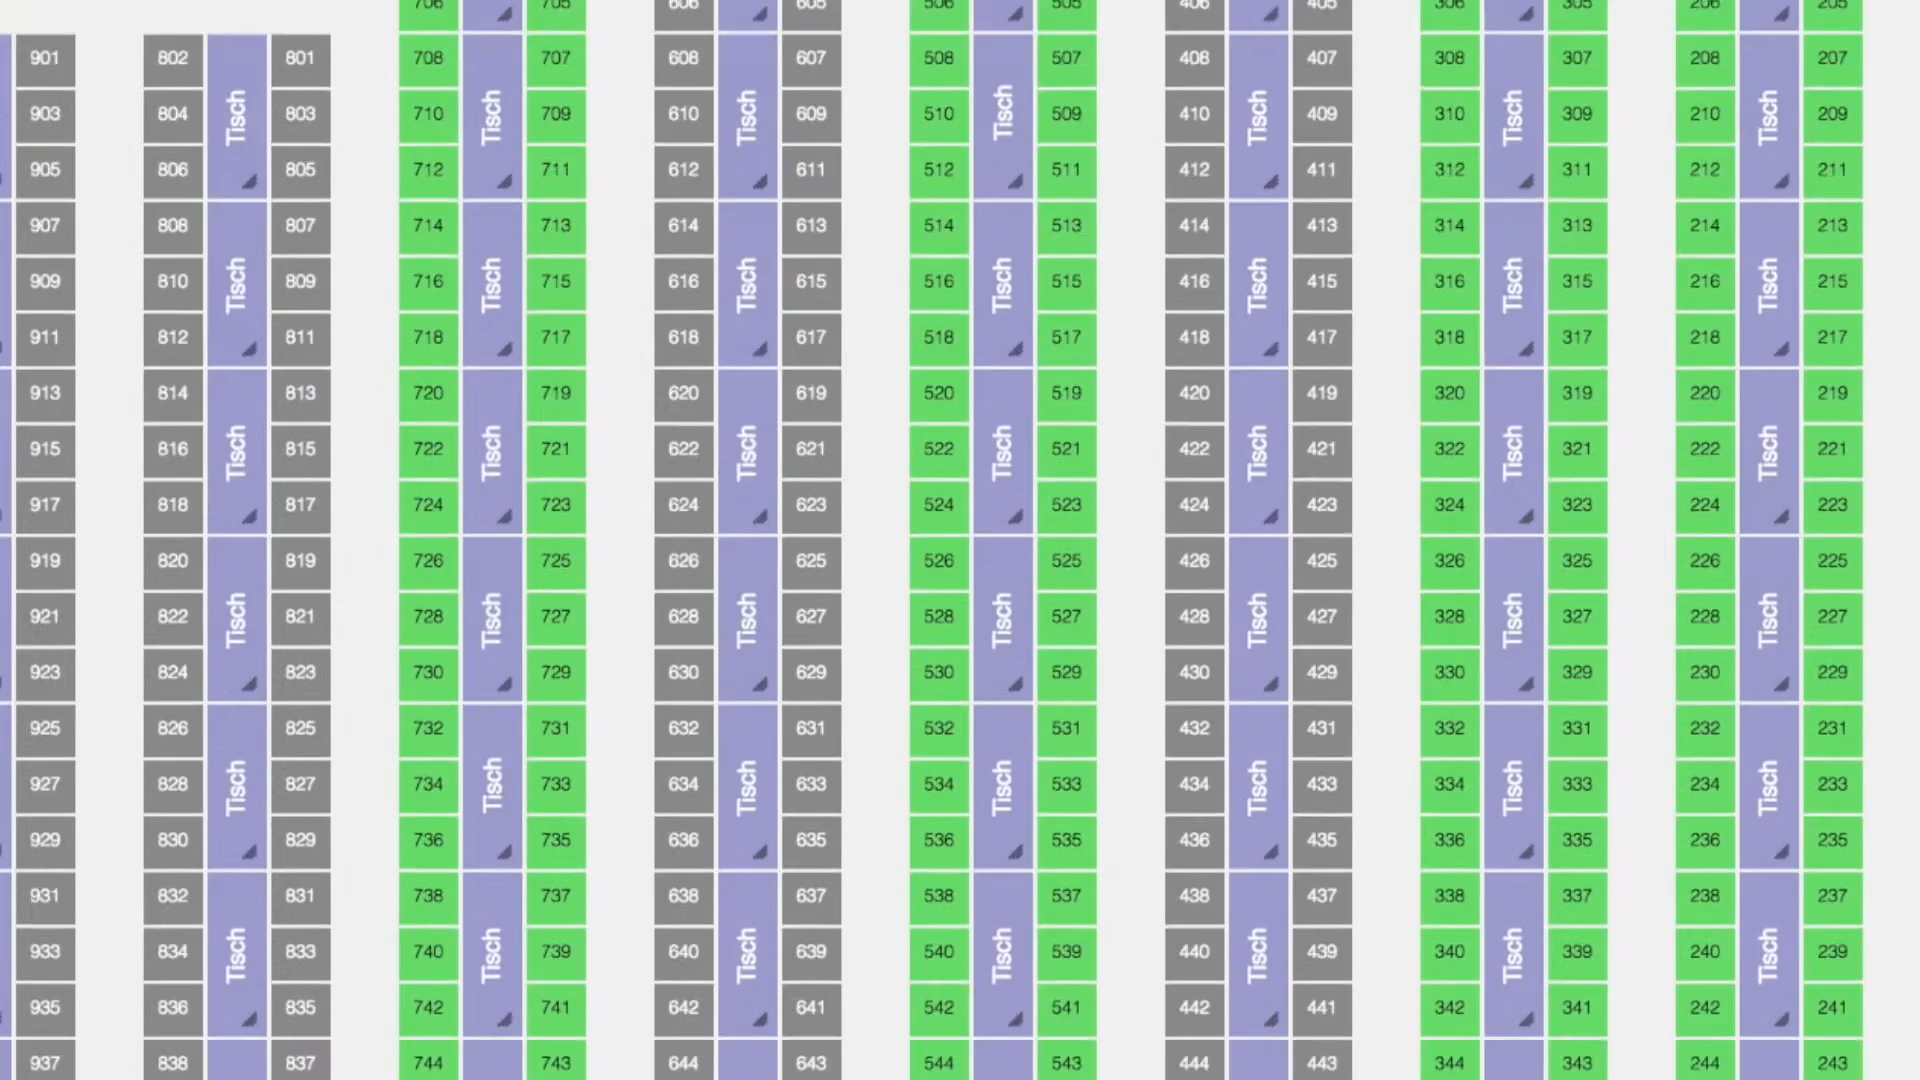 706 705 606 605 506 505 406 405 306 305 206 205
901 802 801 708 707 608 607 508 507 408 407 308 307 208 207
903 804 Tisch 803 710 Tisch 709 610 Tisch 609 510 Tisch 509 410 Tisch 409 310 Tisch 309 210 Tisch 209
905 806 805 712 711 612 611 512 511 412 411 312 311 212 211
907 808 807 714 713 614 613 514 513 414 413 314 313 214 213
909 810 Tisch 809 716 Tisch 715 616 Tisch 615 516 Tisch 515 416 Tisch 415 316 Tisch 315 216 Tisch 215
911 812 811 718 717 618 617 518 517 418 417 318 317 218 217
913 814 813 720 719 620 619 520 519 420 419 320 319 220 219
915 816 Tisch 815 722 Tisch 721 622 Tisch 621 522 Tisch 521 422 Tisch 421 322 Tisch 321 222 Tisch 221
917 818 817 724 723 624 623 524 523 424 423 324 323 224 223
919 820 819 726 725 626 625 526 525 426 425 326 325 226 225
921 822 Tisch 821 728 Tisch 727 628 Tisch 627 528 Tisch 527 428 Tisch 427 328 Tisch 327 228 Tisch 227
923 824 823 730 729 630 629 530 529 430 429 330 329 230 229
925 826 825 732 731 632 631 532 531 432 431 332 331 232 231
927 828 Tisch 827 734 Tisch 733 634 Tisch 633 534 Tisch 533 434 Tisch 433 334 Tisch 333 234 Tisch 233
929 830 829 736 735 636 635 536 535 436 435 336 335 236 235
931 832 831 738 737 638 637 538 537 438 437 338 337 238 237
933 834 Tisch 833 740 Tisch 739 640 Tisch 639 540 Tisch 539 440 Tisch 439 340 Tisch 339 240 Tisch 239
935 836 835 742 741 642 641 542 541 442 441 342 341 242 241
937 838 837 744 743 644 643 544 543 444 443 344 343 244 243